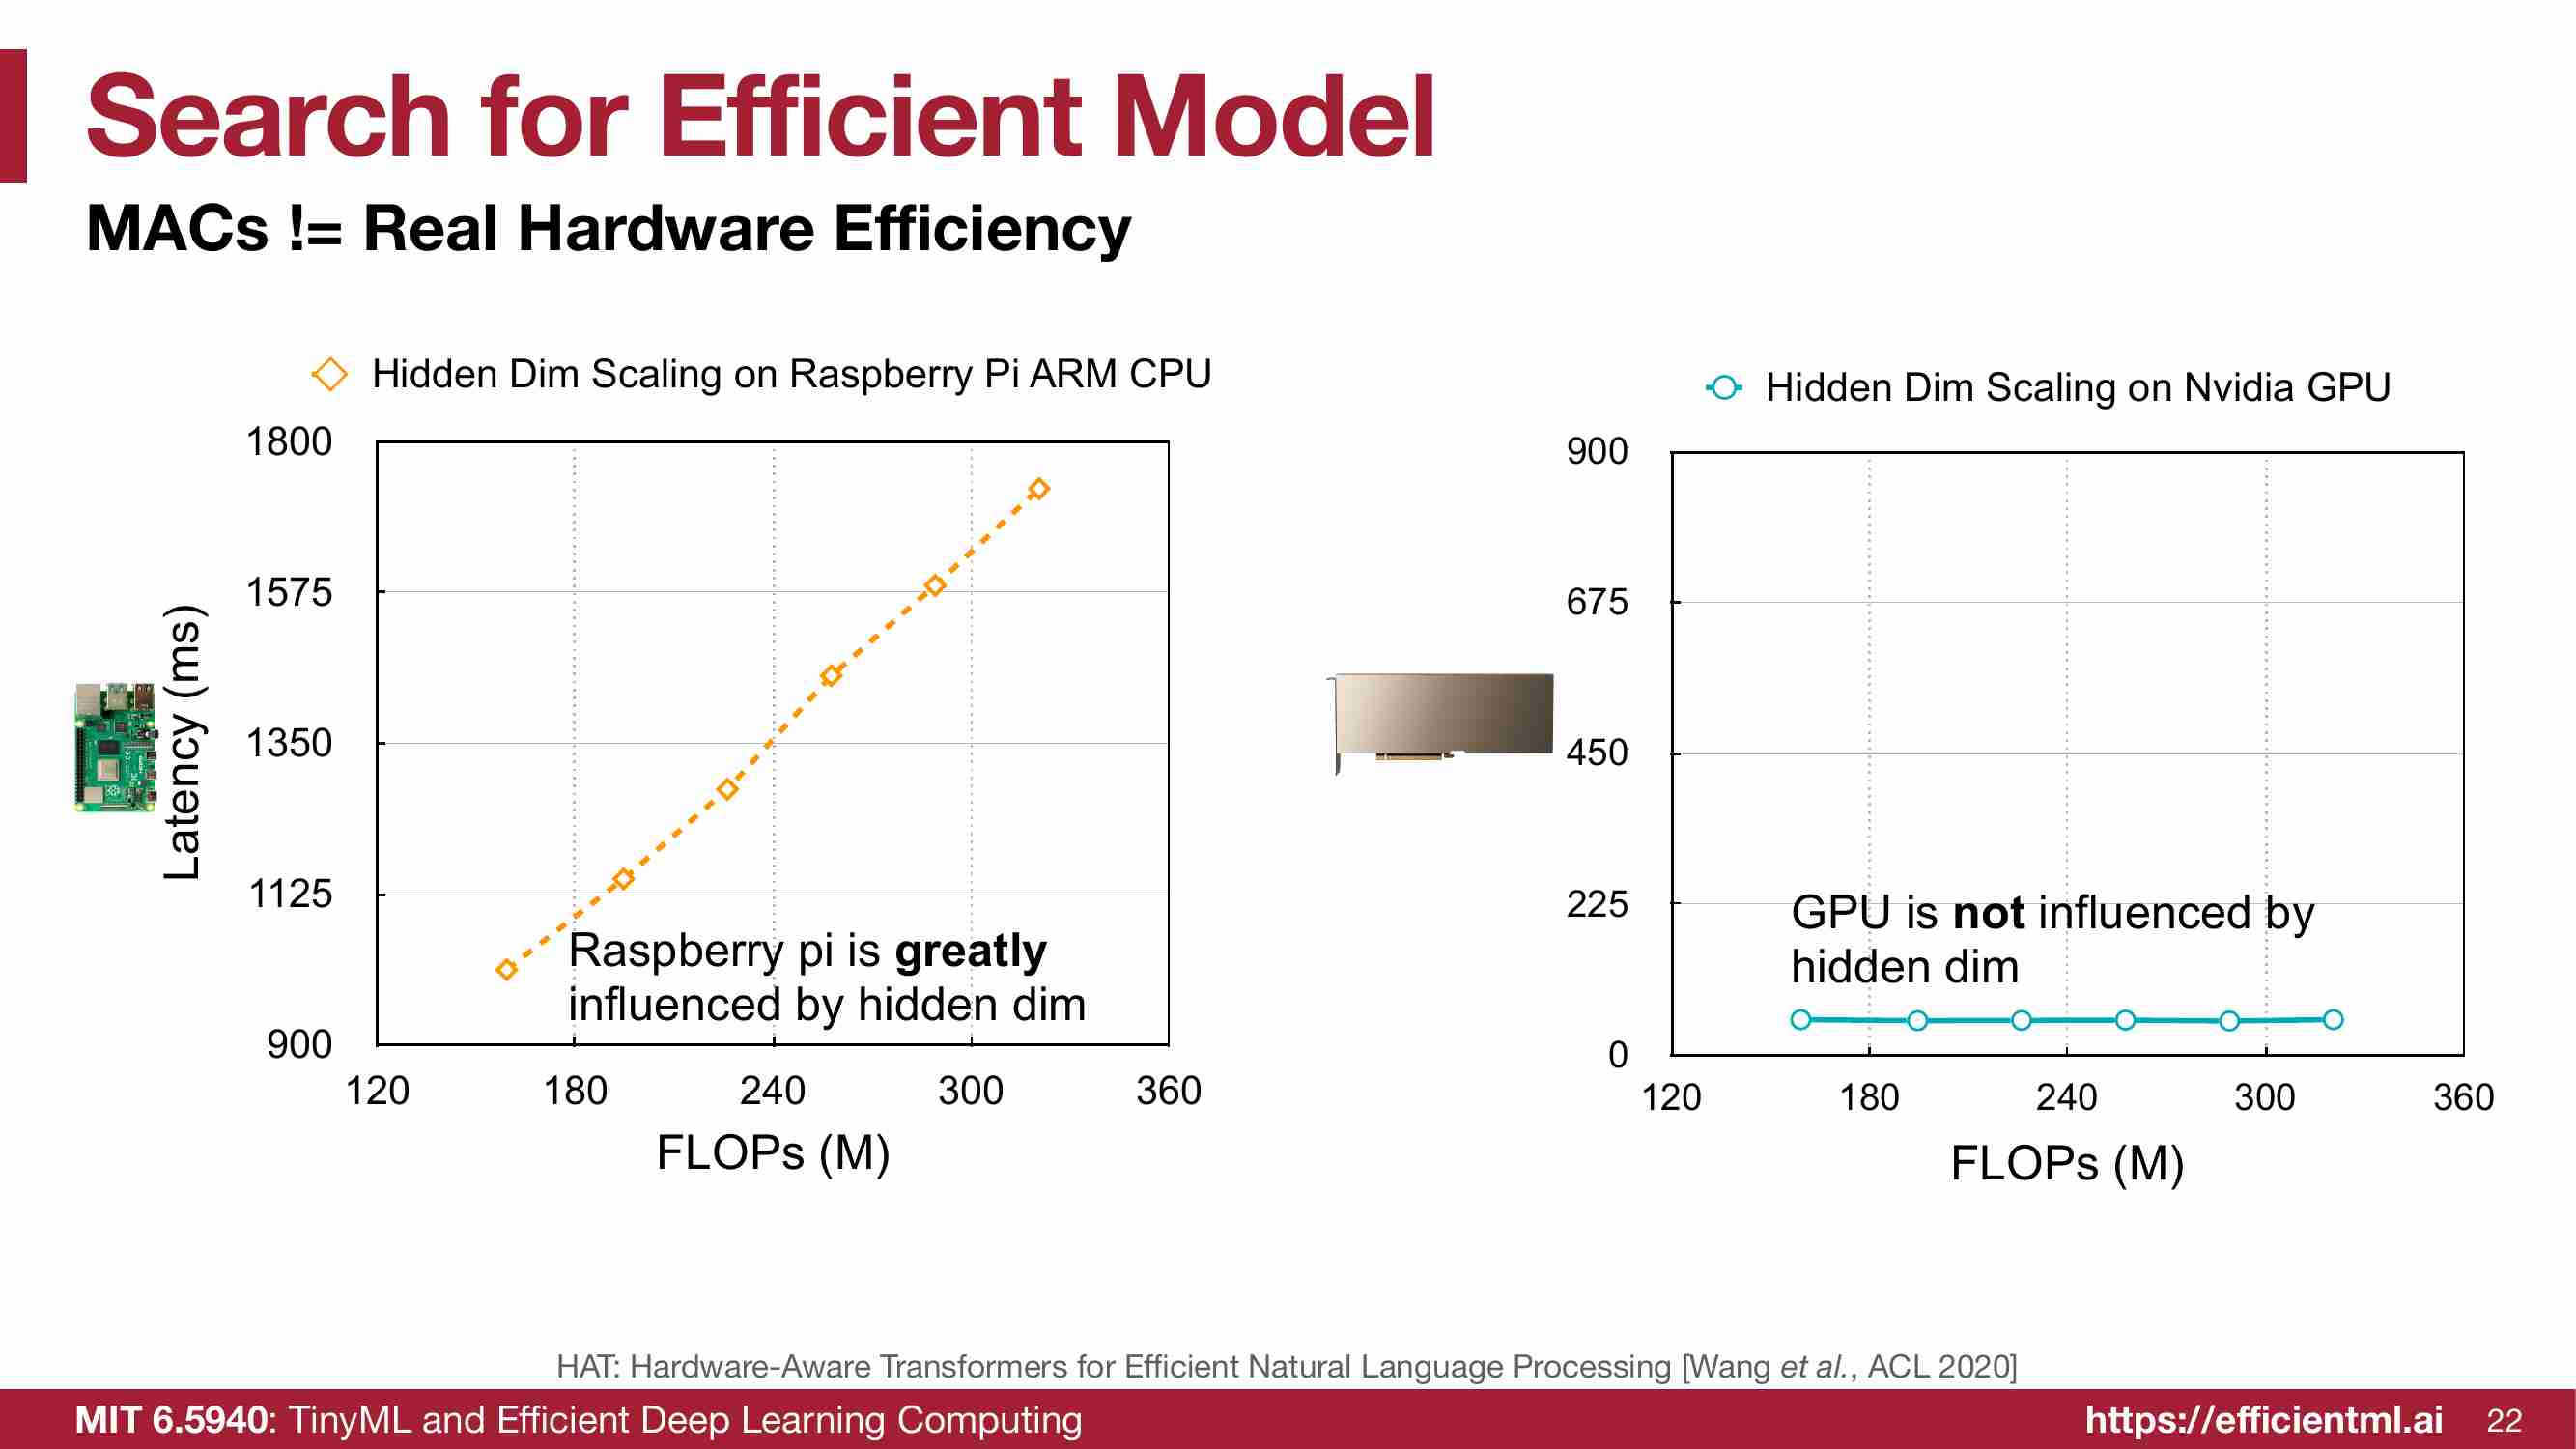 Search for Efficient Model
MACs != Real Hardware Efficiency
Hidden Dim Scaling on Raspberry Pi ARM CPU
1800
1575
1350
1125
900
Latency (ms)
Raspberry pi is greatly
influenced by hidden dim
120 180 240 300 360
FLOPs (M)
Hidden Dim Scaling on Nvidia GPU
900
675
450
225
0
GPU is not influenced by
hidden dim
120 180 240 300 360
FLOPs (M)
HAT: Hardware-Aware Transformers for Efficient Natural Language Processing [Wang et al., ACL 2020]
MIT 6.5940: TinyML and Efficient Deep Learning Computing
https://efficientml.ai 22